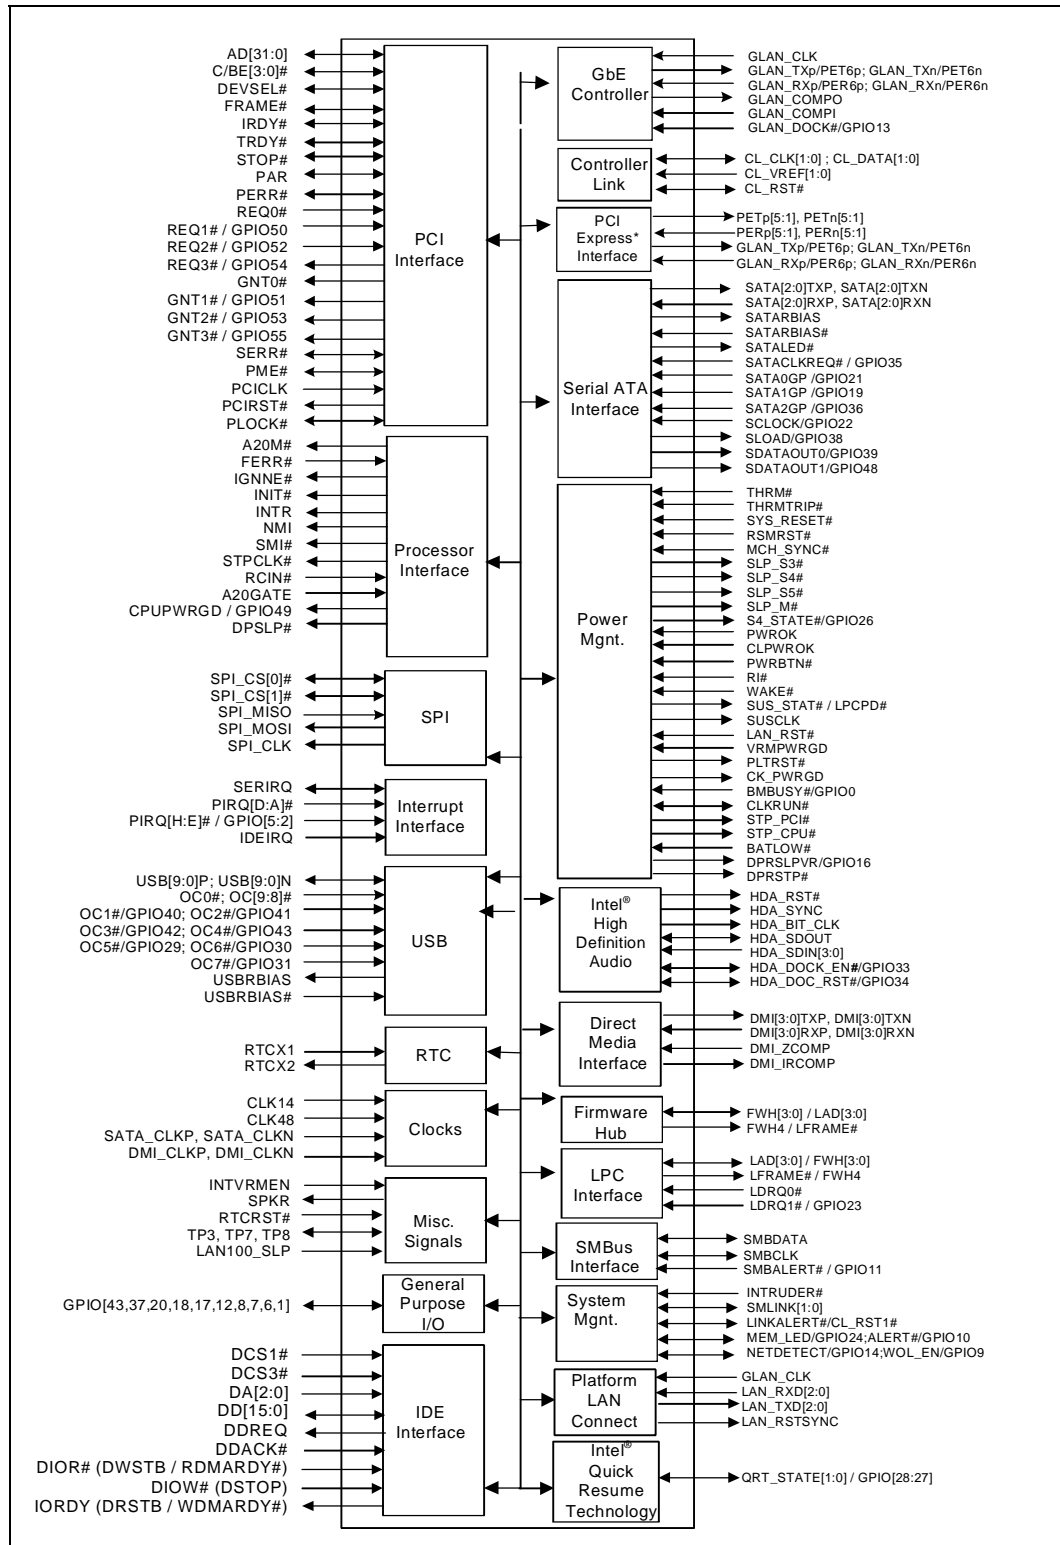 AD[31:0]
C/BE[3:0]#
DEVSEL#
FRAME#
IRDY#
TRDY#
STOP#
PAR
PERR#
REQ0#
REQ1# / GPIO50
REQ2# / GPIO52
REQ3# / GPIO54
GNT0#
GNT1# / GPIO51
GNT2# / GPIO53
GNT3# / GPIO55
SERR#
PME#
PCICLK
PCIRST#
PLOCK#
PCI
Interface
A20M#
FERR#
IGNNE#
INIT#
INTR
NMI
SMI#
STPCLK#
RCIN#
A20GATE
CPUPWRGD / GPIO49
DPSLP#
Processor
Interface
SPI_CS[0]#
SPI_CS[1]#
SPI_MISO
SPI_MOSI
SPI_CLK
SPI
SERIRQ
PIRQ[D:A]#
PIRQ[H:E]# / GPIO[5:2]
IDEIRQ
Interrupt
Interface
USB[9:0]P; USB[9:0]N
OC0#; OC[9:8]#
OC1#/GPIO40; OC2#/GPIO41
OC3#/GPIO42; OC4#/GPIO43
OC5#/GPIO29; OC6#/GPIO30
OC7#/GPIO31
USBRBIAS
USBRBIAS#
USB
RTCX1
RTCX2
RTC
CLK14
CLK48
SATA_CLKP, SATA_CLKN
DMI_CLKP, DMI_CLKN
Clocks
INTVRMEN
SPKR
RTCRST#
TP3, TP7, TP8
LAN100_SLP
Misc.
Signals
GPIO[43,37,20,18,17,12,8,7,6,1]
General
Purpose
I/O
DCS1#
DCS3#
DA[2:0]
DD[15:0]
DDREQ
DDACK#
DIOR# (DWSTB / RDMARDY#)
DIOW# (DSTOP)
IORDY (DRSTB / WDMARDY#)
IDE
Interface
GbE
Controller
GLAN_CLK
GLAN_TXp/PET6p; GLAN_TXn/PET6n
GLAN_RXp/PER6p; GLAN_RXn/PER6n
GLAN_COMPO
GLAN_COMPI
GLAN_DOCK#/GPIO13
Controller
Link
CL_CLK[1:0] ; CL_DATA[1:0]
CL_VREF[1:0]
CL_RST#
PCI
Express*
Interface
PETp[5:1], PETn[5:1]
PERp[5:1], PERn[5:1]
GLAN_TXp/PET6p; GLAN_TXn/PET6n
GLAN_RXp/PER6p; GLAN_RXn/PER6n
Serial ATA
Interface
SATA[2:0]TXP, SATA[2:0]TXN
SATA[2:0]RXP, SATA[2:0]RXN
SATARBIAS
SATARBIAS#
SATALED#
SATACLKREQ# / GPIO35
SATA0GP /GPIO21
SATA1GP /GPIO19
SATA2GP /GPIO36
SCLOCK/GPIO22
SLOAD/GPIO38
SDATAOUT0/GPIO39
SDATAOUT1/GPIO48
Power
Mgnt.
THRM#
THRMTRIP#
SYS_RESET#
RSMRST#
MCH_SYNC#
SLP_S3#
SLP_S4#
SLP_S5#
SLP_M#
S4_STATE#/GPIO26
PWROK
CLPWROK
PWRBTN#
RI#
WAKE#
SUS_STAT# / LPCPD#
SUSCLK
LAN_RST#
VRMPWRGD
PLTRST#
CK_PWRGD
BMBUSY#/GPIO0
CLKRUN#
STP_PCI#
STP_CPU#
BATLOW#
DPRSLPVR/GPIO16
DPRSTP#
Intel®
High
Definition
Audio
HDA_RST#
HDA_SYNC
HDA_BIT_CLK
HDA_SDOUT
HDA_SDIN[3:0]
HDA_DOCK_EN#/GPIO33
HDA_DOC_RST#/GPIO34
Direct
Media
Interface
DMI[3:0]TXP, DMI[3:0]TXN
DMI[3:0]RXP, DMI[3:0]RXN
DMI_ZCOMP
DMI_IRCOMP
Firmware
Hub
FWH[3:0] / LAD[3:0]
FWH4 / LFRAME#
LPC
Interface
LAD[3:0] / FWH[3:0]
LFRAME# / FWH4
LDRQ0#
LDRQ1# / GPIO23
SMBus
Interface
SMBDATA
SMBCLK
SMBALERT# / GPIO11
System
Mgnt.
INTRUDER#
SMLINK[1:0]
LINKALERT#/CL_RST1#
MEM_LED/GPIO24;ALERT#/GPIO10
NETDETECT/GPIO14;WOL_EN/GPIO9
Platform
LAN
Connect
GLAN_CLK
LAN_RXD[2:0]
LAN_TXD[2:0]
LAN_RSTSYNC
Intel®
Quick
Resume
Technology
QRT_STATE[1:0] / GPIO[28:27]